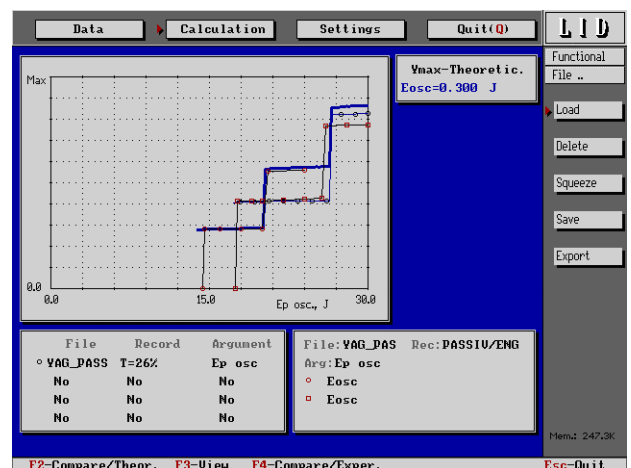 Data Calculation Settings Quit(Q) LID
Functional
File ..
Load
Delete
Squeeze
Save
Export
Mem.: 247.3K
Ymax-Theoretic.
Eosc=0.300 J
Max
0.0
0.0 15.0 Ep osc., J 30.0
File Record Argument
YAG_PASS T=26% Ep osc
No No No
No No No
No No No
File:YAG_PAS Rec:PASSIV/ENG
Arg:Ep osc
Eosc
Eosc
F2-Compare/Theor. F3-View F4-Compare/Exper. Esc-Quit